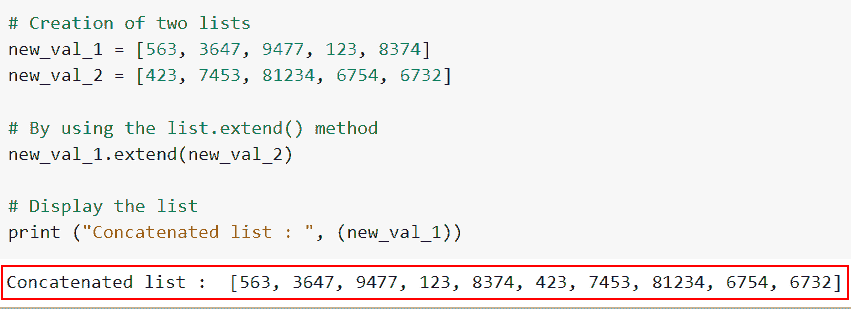 # Creation of two lists
new_val_1 = [563, 3647, 9477, 123, 8374]
new_val_2 = [423, 7453, 81234, 6754, 6732]
# By using the list.extend() method
new_val_1.extend(new_val_2)
# Display the list
print ("Concatenated list : ", (new_val_1))
Concatenated list :  [563, 3647, 9477, 123, 8374, 423, 7453, 81234, 6754, 6732]